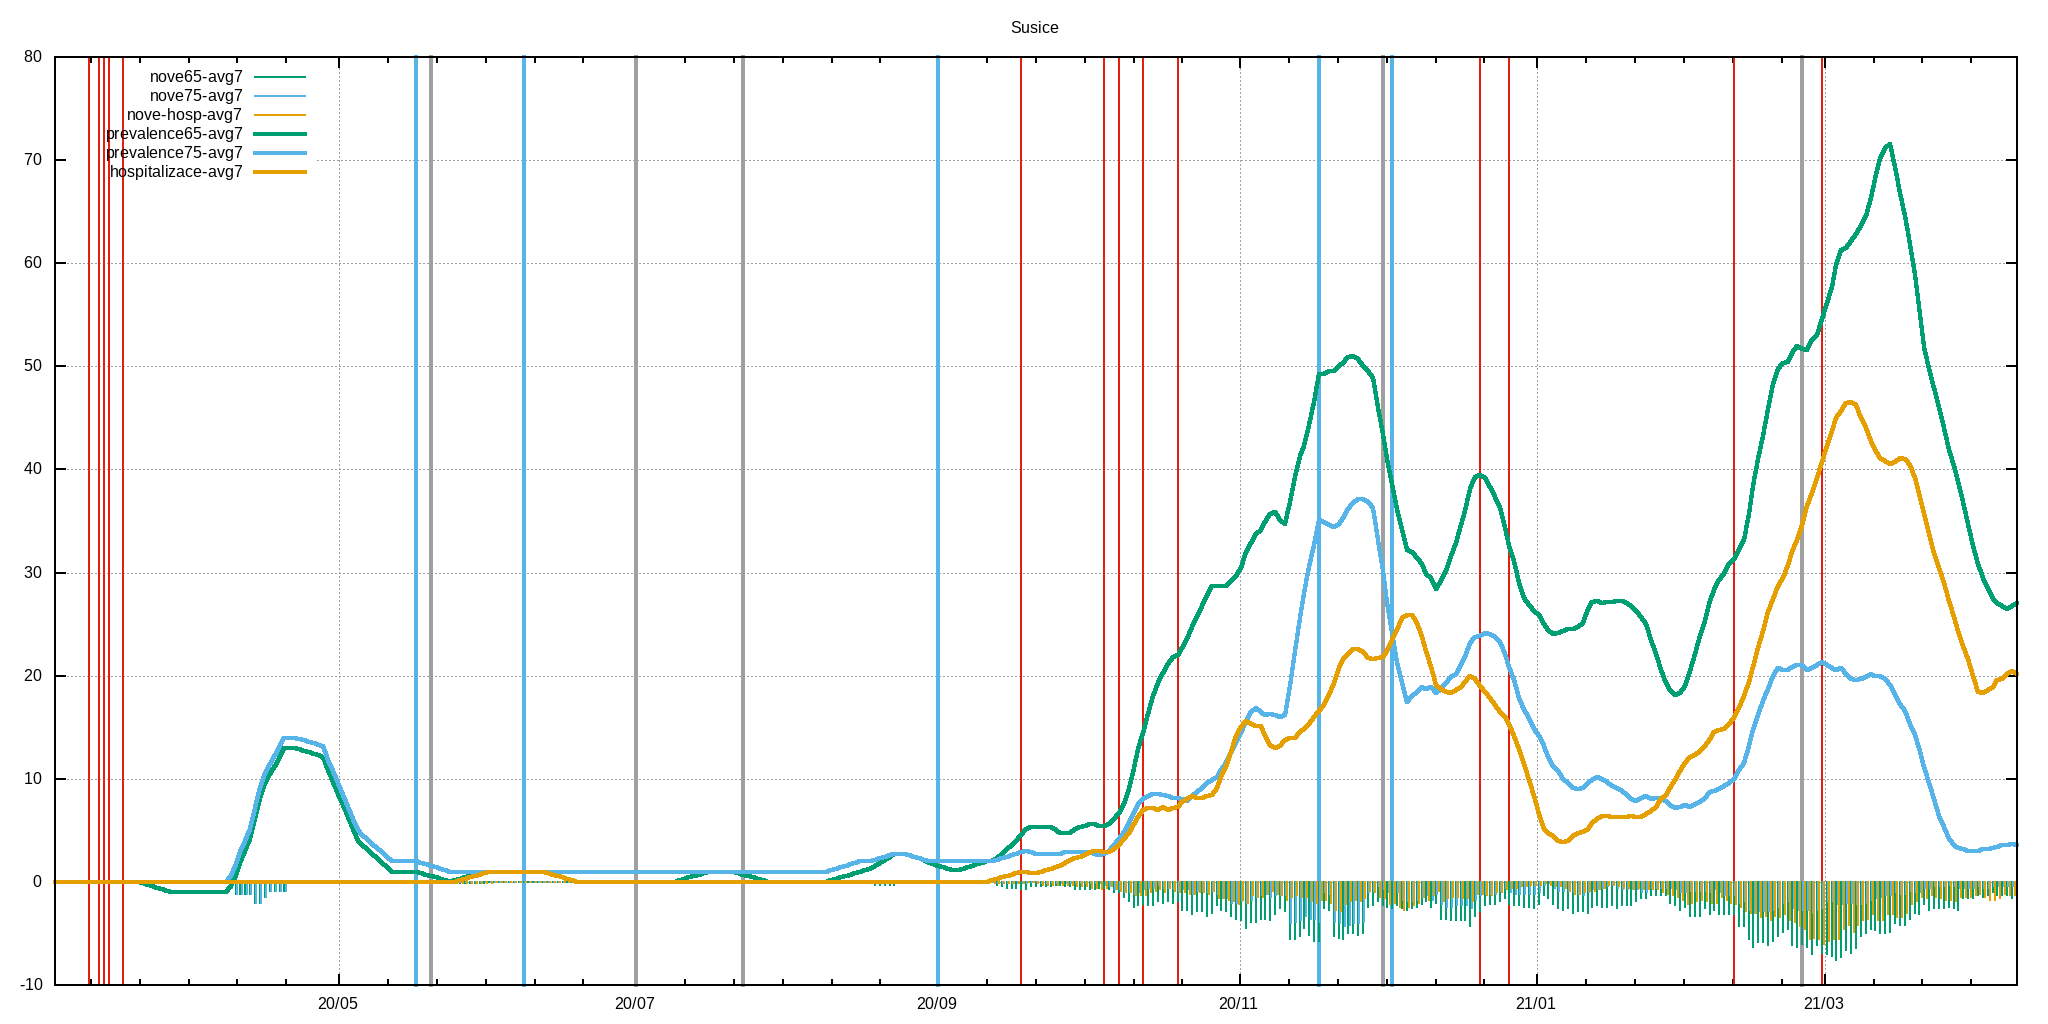 Susice
80
70
60
50
40
30
20
10
0
-10
nove65-avg7
nove75-avg7
nove-hosp-avg7
prevalence65-avg7
prevalence75-avg7
hospitalizace-avg7
20/05 20/07 20/09 20/11 21/01 21/03